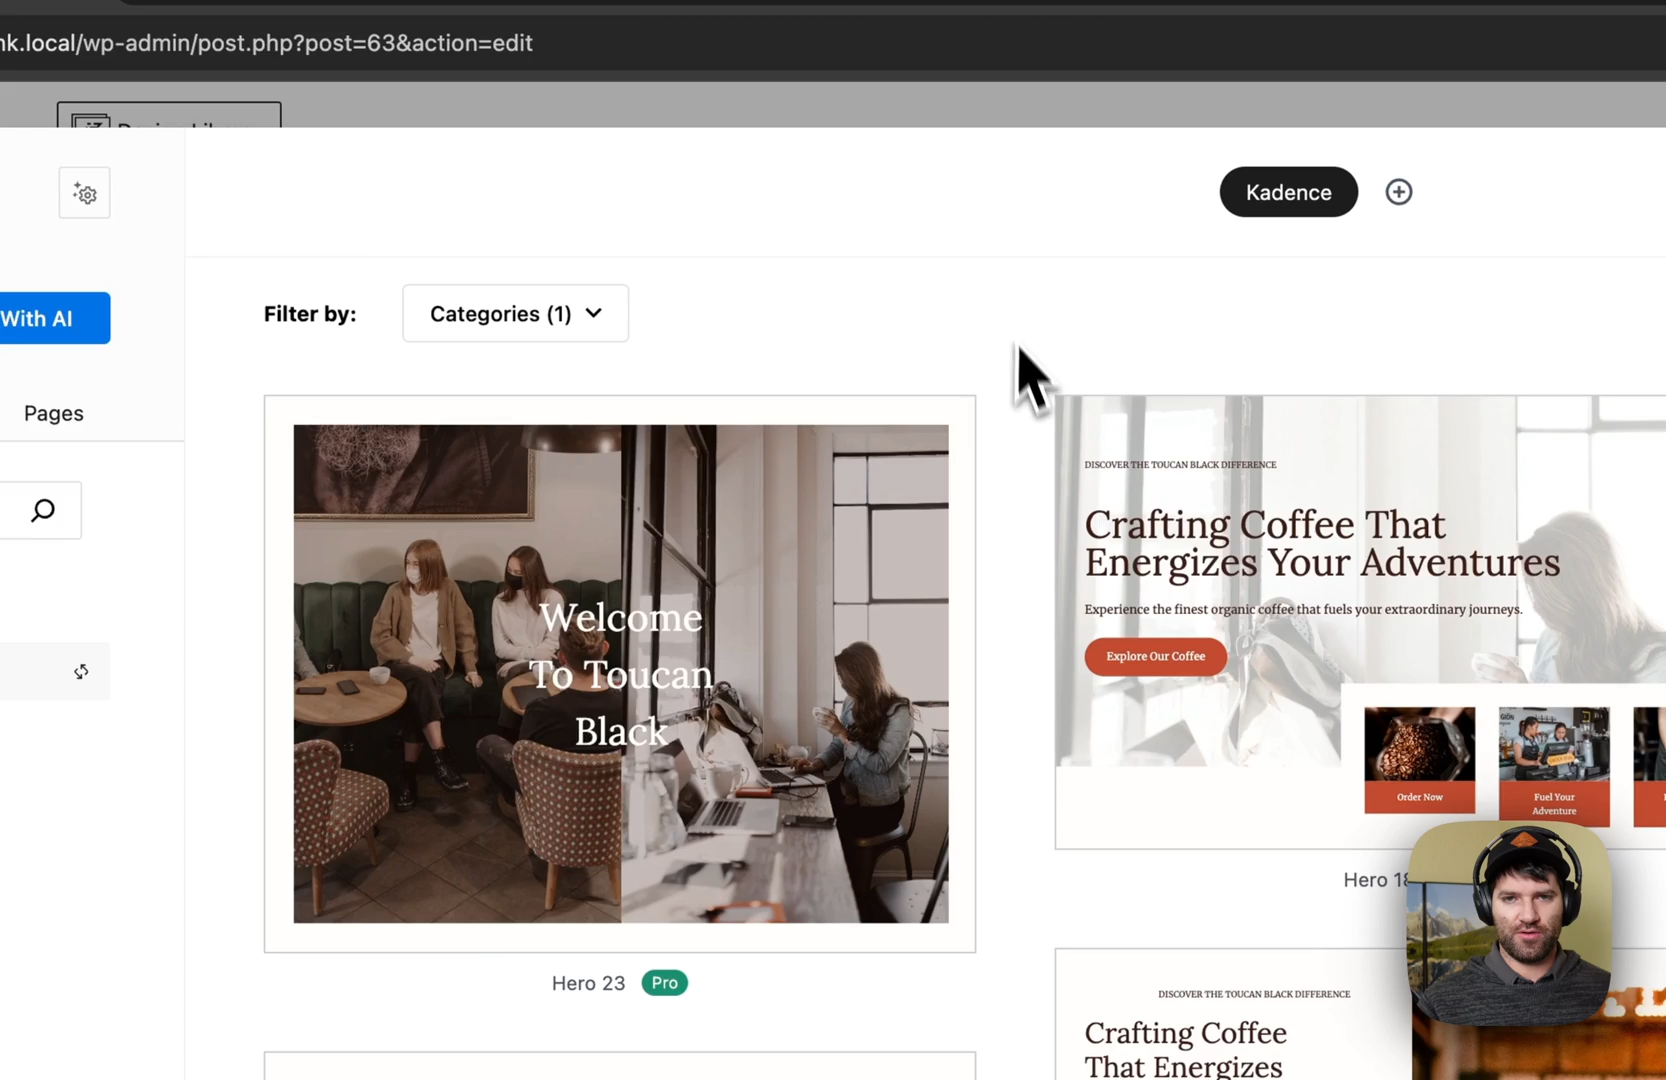 nk.local/wp-admin/post.php?post=63&action=edit
Kadence
Filter by:
Categories (1)
With AI
Pages
Welcome
To Toucan
Black
Hero 23
Pro
DISCOVER THE TOUCAN BLACK DIFFERENCE
Crafting Coffee That
Energizes Your Adventures
Experience the finest organic coffee that fuels your extraordinary journeys.
Explore Our Coffee
Order Now
Fuel Your
Adventure
Hero 18
DISCOVER THE TOUCAN BLACK DIFFERENCE
Crafting Coffee
That Energizes